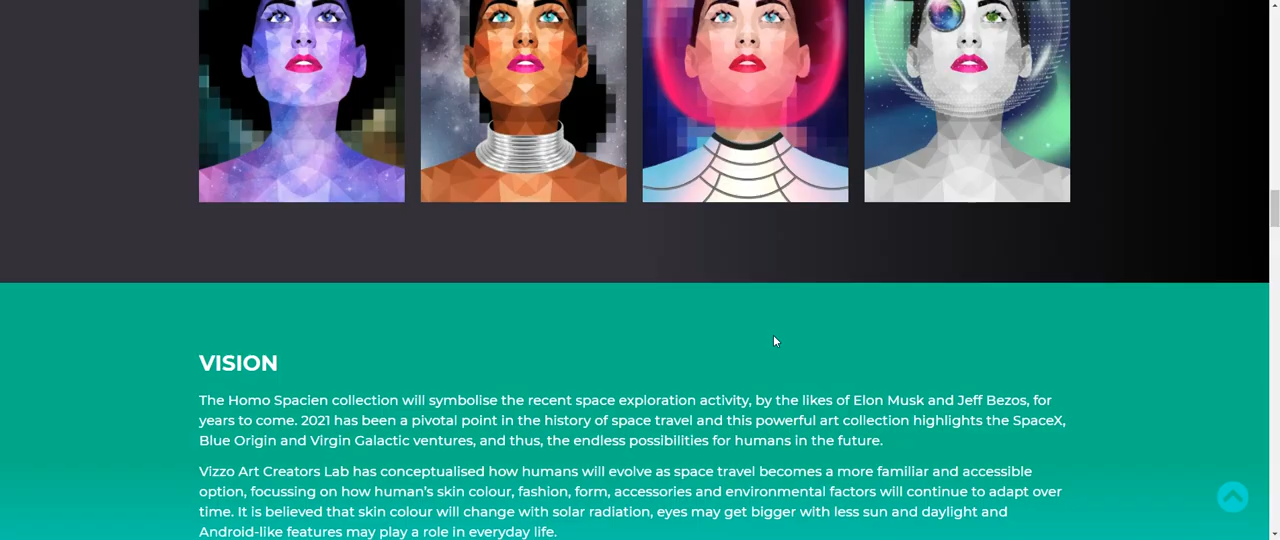 VISION
The Homo Spacien collection will symbolise the recent space exploration activity, by the likes of Elon Musk and Jeff Bezos, for
years to come. 2021 has been a pivotal point in the history of space travel and this powerful art collection highlights the SpaceX,
Blue Origin and Virgin Galactic ventures, and thus, the endless possibilities for humans in the future.
Vizzo Art Creators Lab has conceptualised how humans will evolve as space travel becomes a more familiar and accessible
option, focussing on how human's skin colour, fashion, form, accessories and environmental factors will continue to adapt over
time. It is believed that skin colour will change with solar radiation, eyes may get bigger with less sun and daylight and
Android-like features may play a role in everyday life.